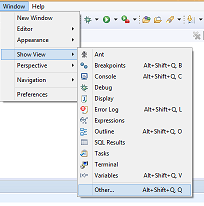 Window Help
New Window
Editor
Appearance
Show View
Perspective
Navigation
Preferences
Ant
Breakpoints Alt+Shift+Q, B
Console Alt+Shift+Q, C
Debug
Display
Error Log Alt+Shift+Q, L
Expressions
Outline Alt+Shift+Q, O
SQL Results
Tasks
Terminal
Variables Alt+Shift+Q, V
Other... Alt+Shift+Q, Q